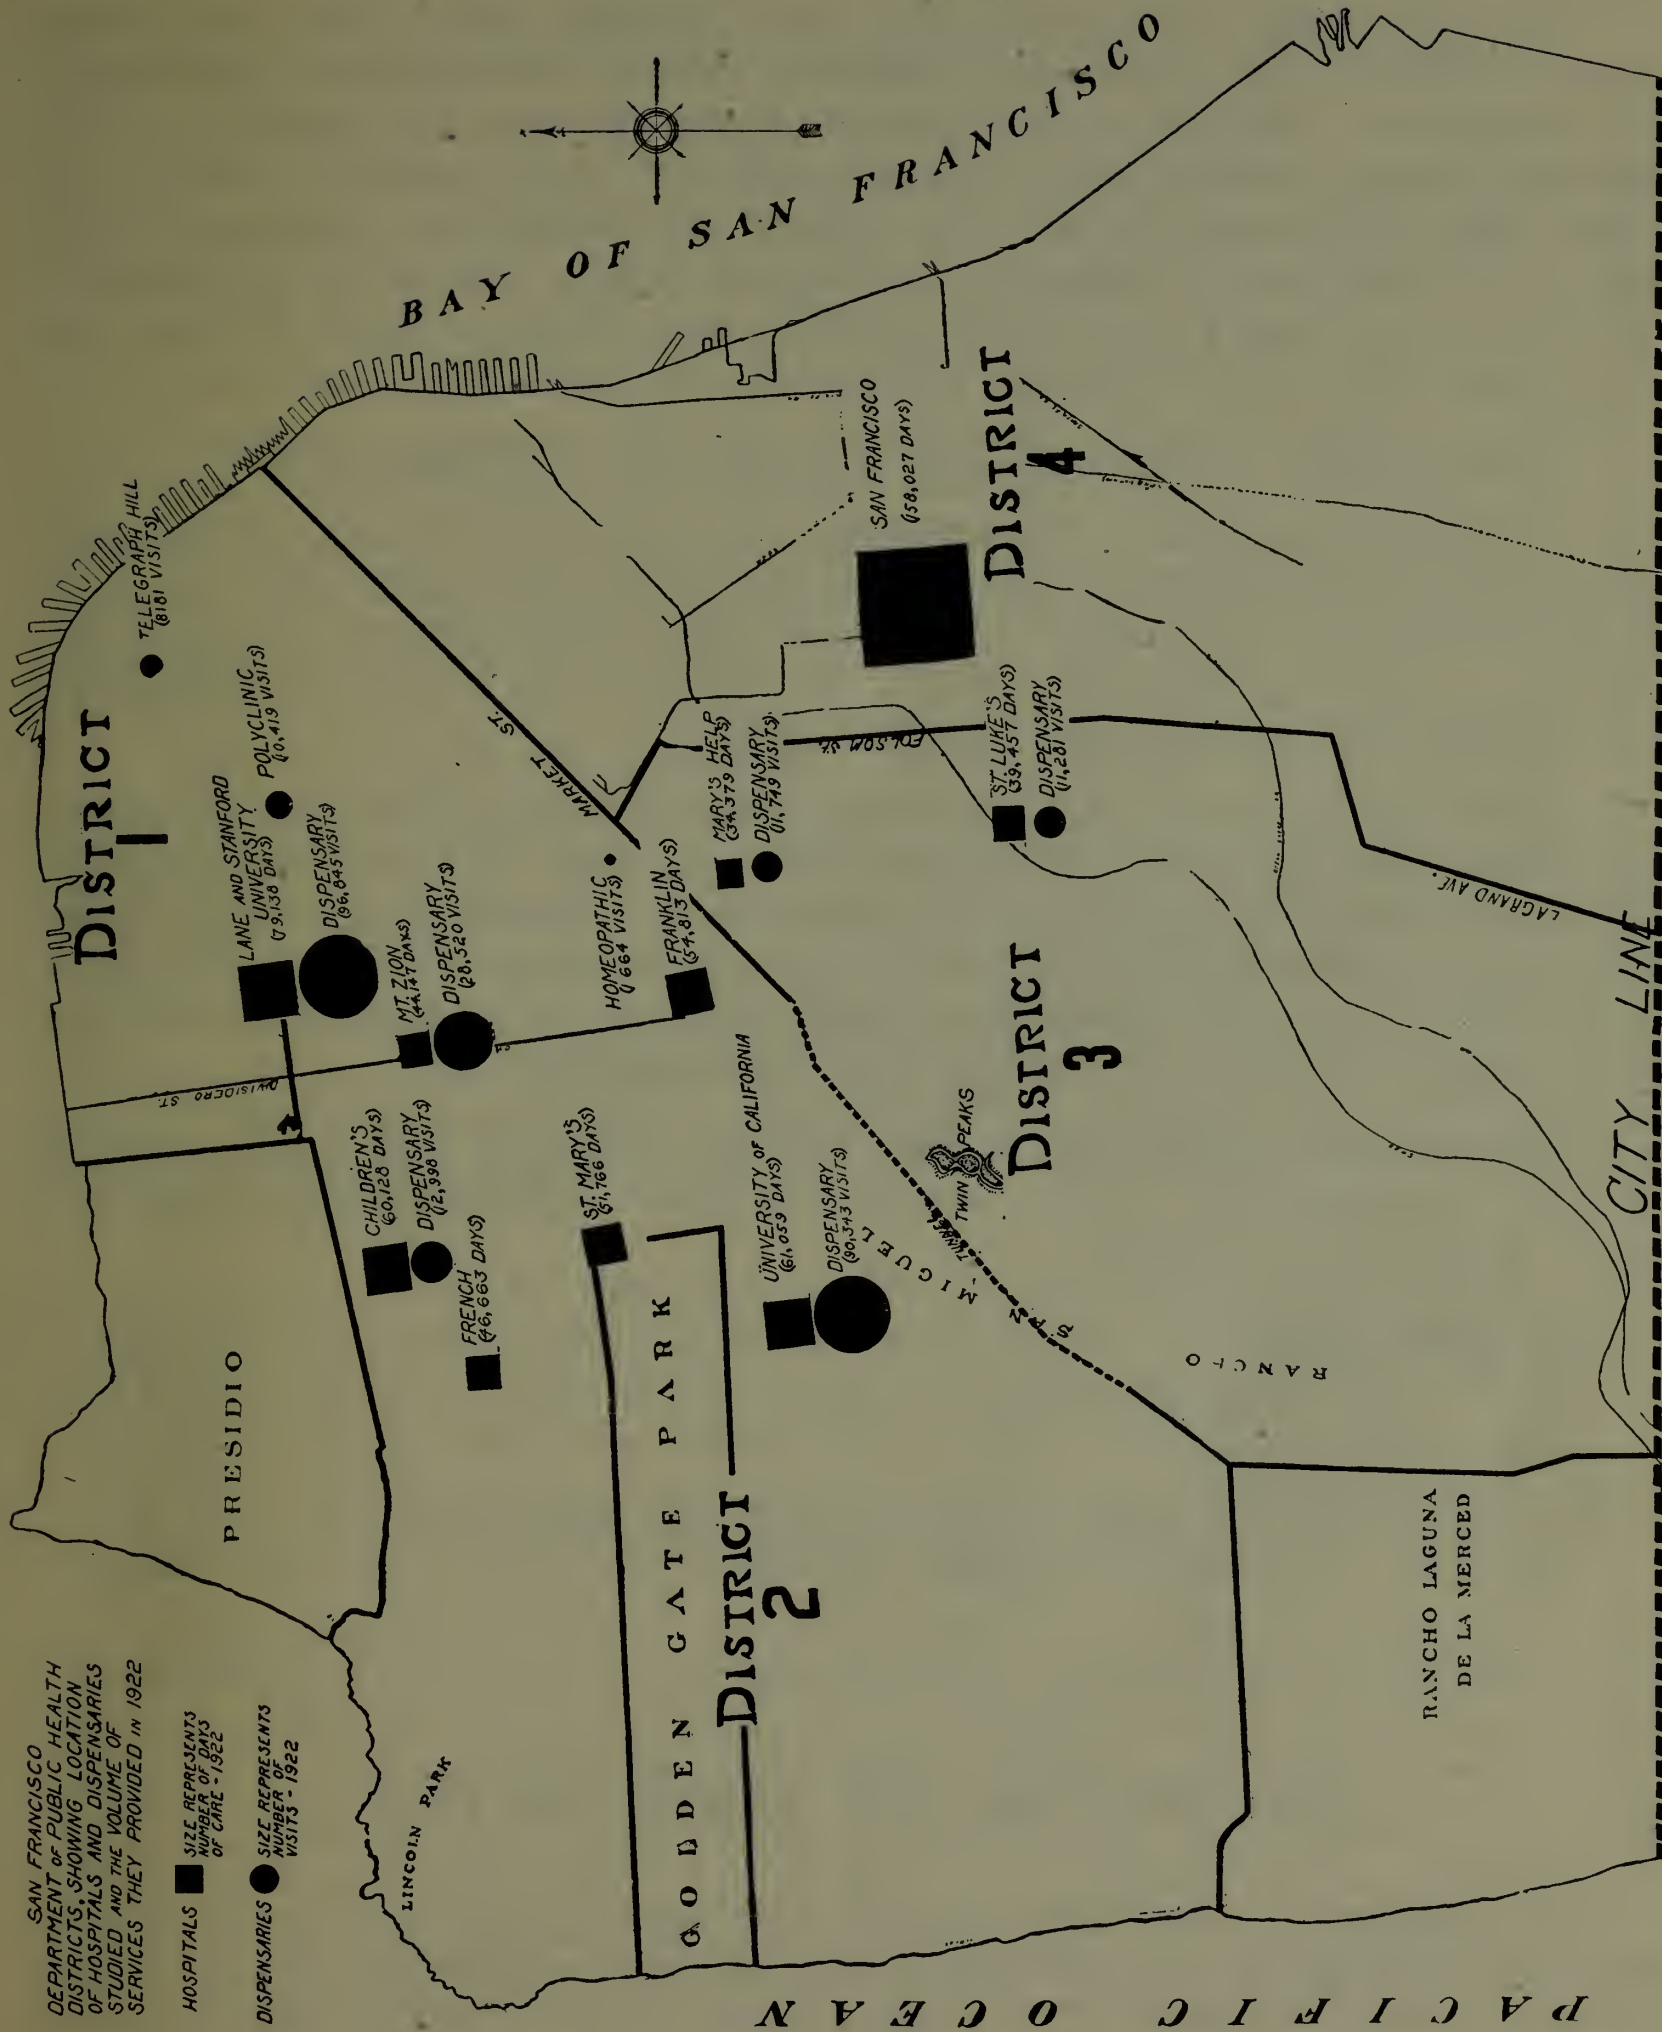 SAN FRANCISCO
DEPARTMENT OF PUBLIC HEALTH
DISTRICTS, SHOWING LOCATION
OF HOSPITALS AND DISPENSARIES
STUDIED AND THE VOLUME OF
SERVICES THEY PROVIDED IN 1922
HOSPITALS
SIZE REPRESENTS
NUMBER OF DAYS
OF CARE - 1922
DISPENSARIES
SIZE REPRESENTS
NUMBER OF
VISITS - 1922
PRESIDIO
LINCOLN PARK
DISTRICT
1
TELEGRAPH HILL
(8181 VISITS)
POLYCLINIC
(10,419 VISITS)
LANE AND STANFORD
UNIVERSITY
(79,138 DAYS)
DISPENSARY
(96,845 VISITS)
DIVISIDERO ST.
MT. ZION
(44,147 DAYS)
DISPENSARY
(28,520 VISITS)
CHILDREN'S
(60,128 DAYS)
DISPENSARY
(12,998 VISITS)
FRENCH
(46,663 DAYS)
ST. MARY'S
(51,766 DAYS)
HOMEOPATHIC
(1664 VISITS)
FRANKLIN
(54,813 DAYS)
MARKET ST.
MARY'S HELP
(34,379 DAYS)
DISPENSARY
(11,749 VISITS)
FOLSOM ST.
GOLDEN GATE PARK
DISTRICT
2
UNIVERSITY OF CALIFORNIA
(61,059 DAYS)
DISPENSARY
(90,343 VISITS)
TUNNEL
TWIN PEAKS
RANCHO SAN MIGUEL
DISTRICT
3
ST. LUKE'S
(39,457 DAYS)
DISPENSARY
(11,281 VISITS)
SAN FRANCISCO
(158,027 DAYS)
DISTRICT
4
LAGRAND AVE.
RANCHO LAGUNA
DE LA MERCED
CITY LINE
BAY OF SAN FRANCISCO
PACIFIC OCEAN